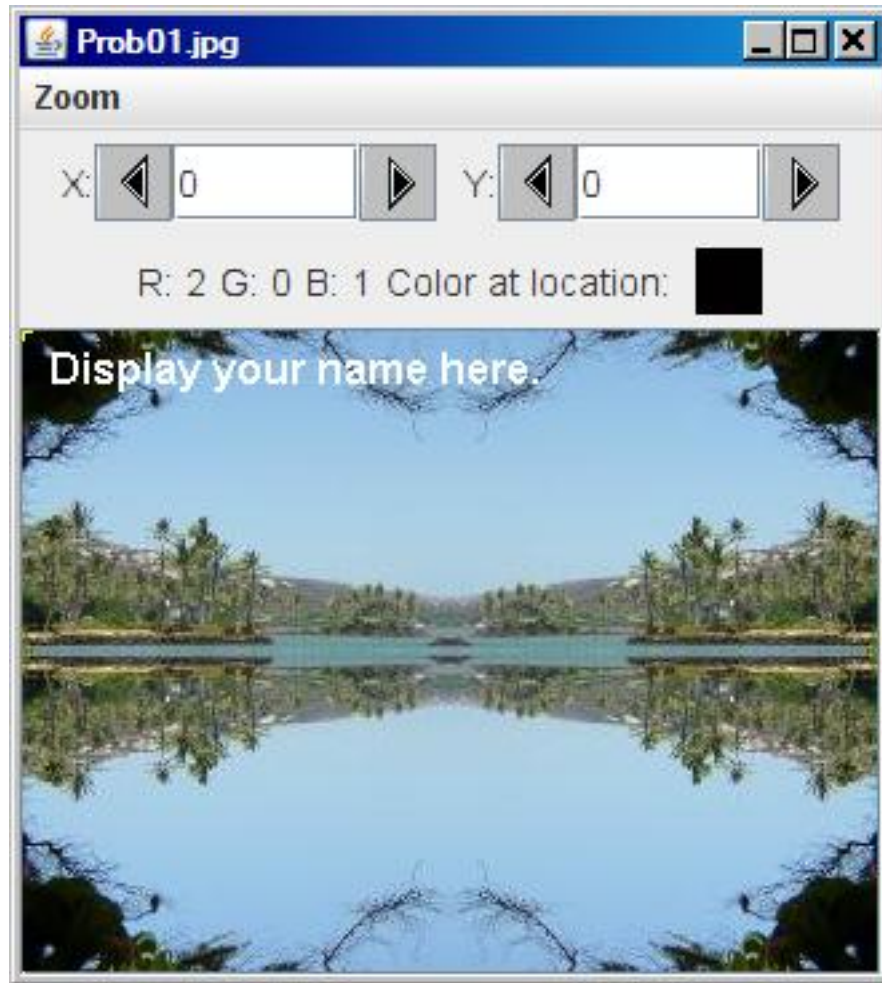 Prob01.jpg
Zoom
X: 0 Y: 0
R: 2 G: 0 B: 1 Color at location:
Display your name here.